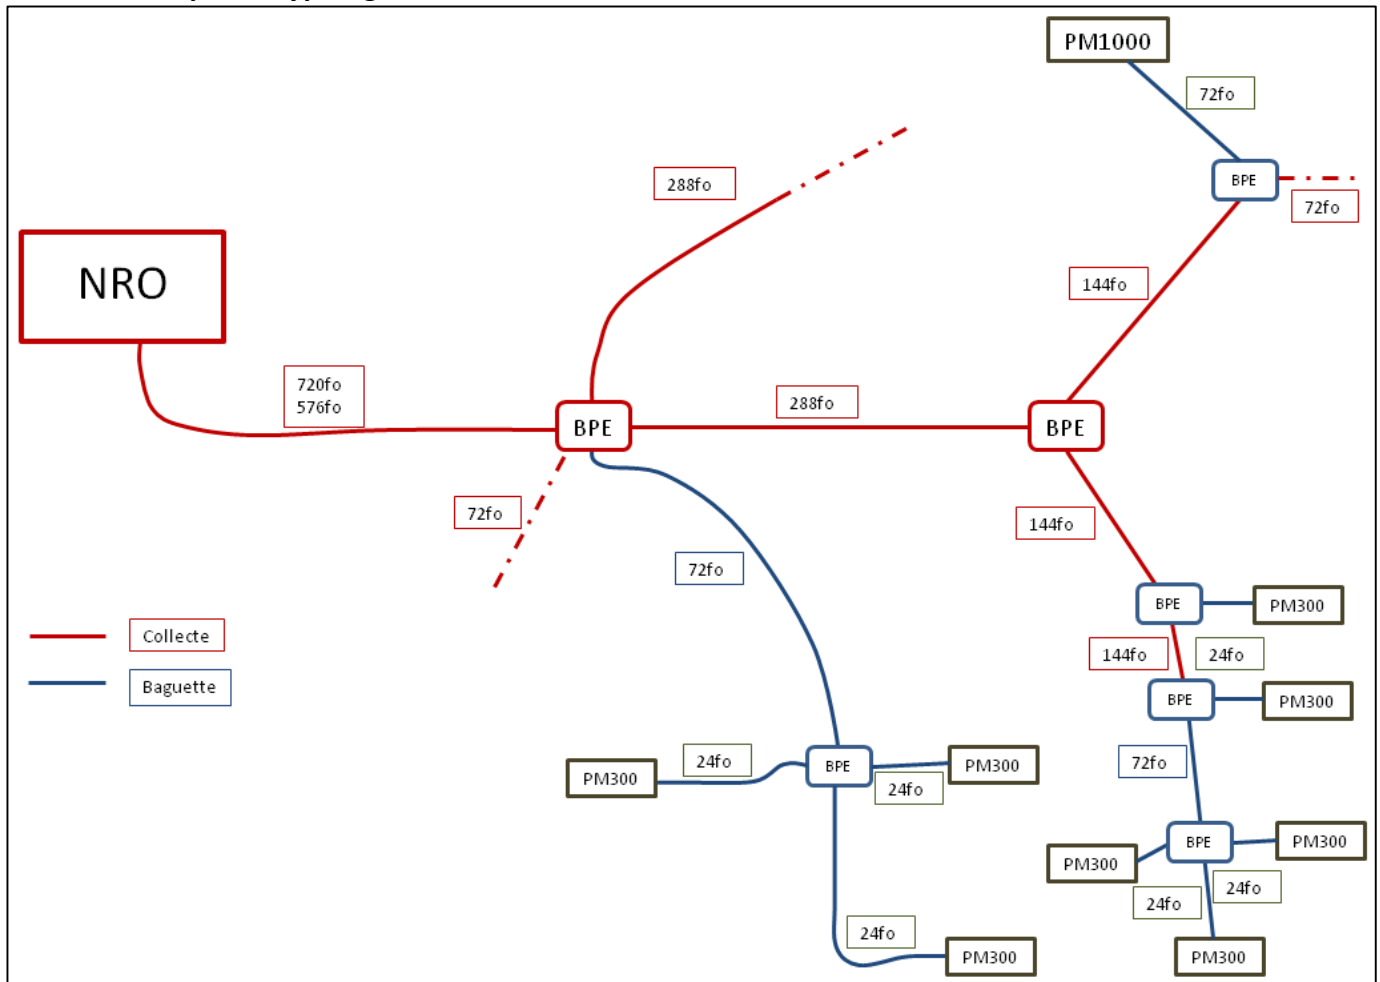 PM1000
72fo
288fo
BPE
72fo
NRO
144fo
720fo
576fo
288fo
BPE
BPE
72fo
144fo
72fo
BPE
PM300
Collecte
144fo
24fo
Baguette
BPE
PM300
24fo
PM300
BPE
PM300
24fo
72fo
BPE
PM300
PM300
24fo
24fo
24fo
PM300
PM300